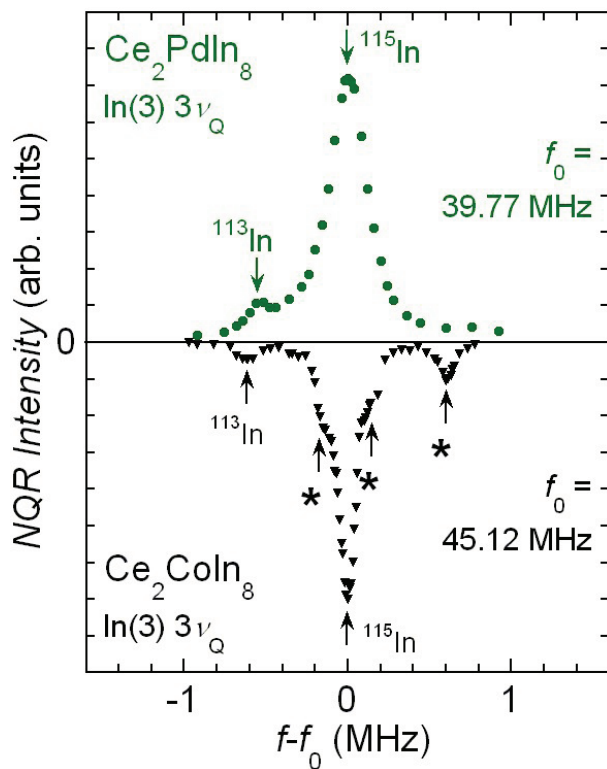 Ce₂PdIn₈
¹¹⁵In
In(3) 3νQ
f₀ =
39.77 MHz
¹¹³In
NQR Intensity (arb. units)
0
¹¹³In
*
*
*
f₀ =
45.12 MHz
Ce₂CoIn₈
In(3) 3νQ
¹¹⁵In
-1
0
1
f-f₀ (MHz)